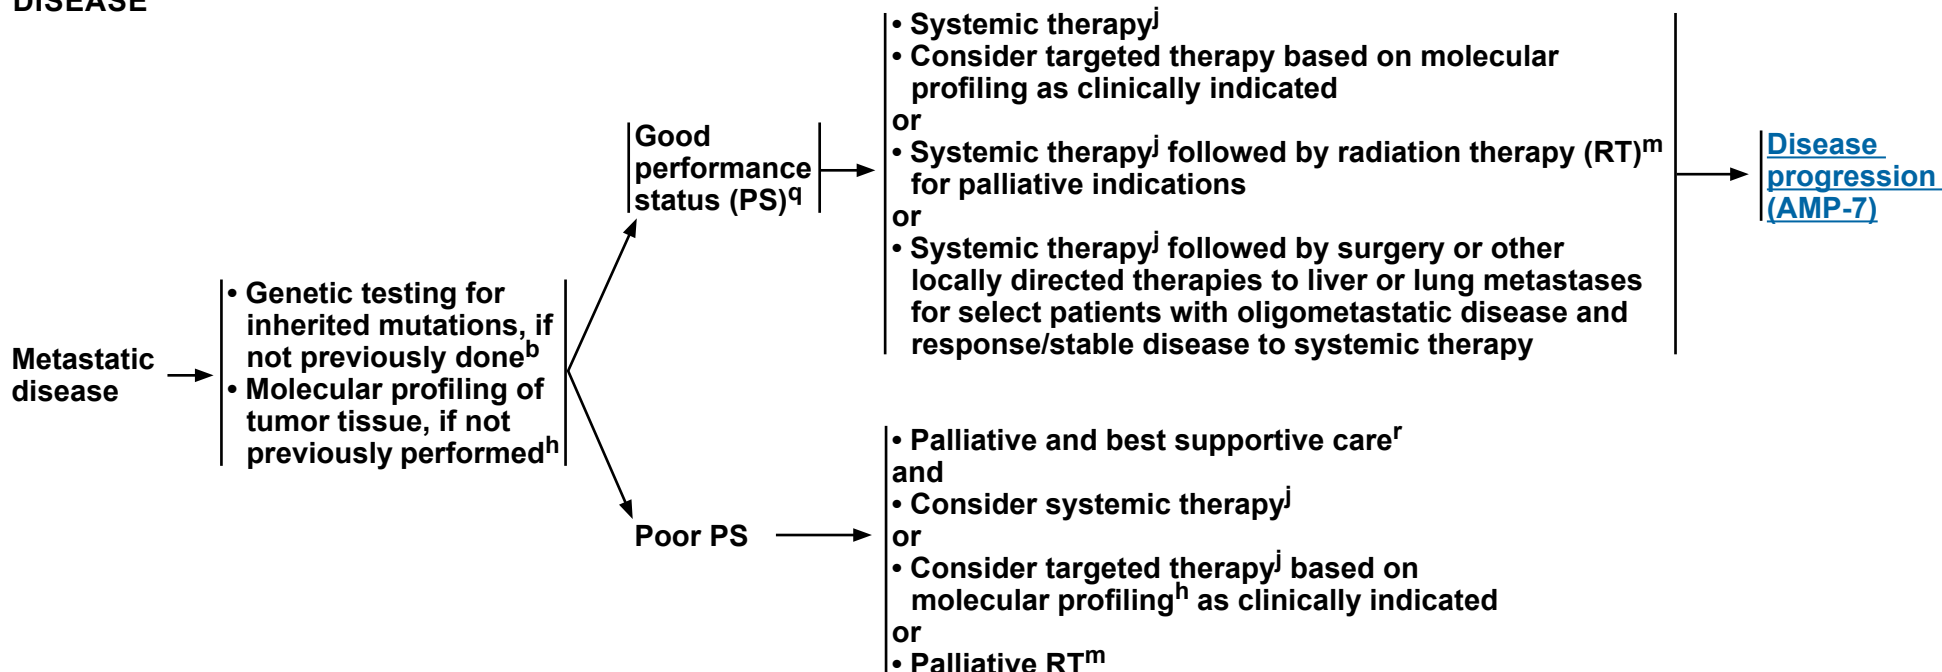 DISEASE
Metastatic
disease
• Genetic testing for
inherited mutations, if
not previously doneᵇ
• Molecular profiling of
tumor tissue, if not
previously performedʰ
Good
performance
status (PS)q
Poor PS
• Systemic therapyʲ
• Consider targeted therapy based on molecular
profiling as clinically indicated
or
• Systemic therapyʲ followed by radiation therapy (RT)ᵐ
for palliative indications
or
• Systemic therapyʲ followed by surgery or other
locally directed therapies to liver or lung metastases
for select patients with oligometastatic disease and
response/stable disease to systemic therapy
Disease
progression
(AMP-7)
• Palliative and best supportive careʳ
and
• Consider systemic therapyʲ
or
• Consider targeted therapyʲ based on
molecular profilingʰ as clinically indicated
or
• Palliative RTᵐ